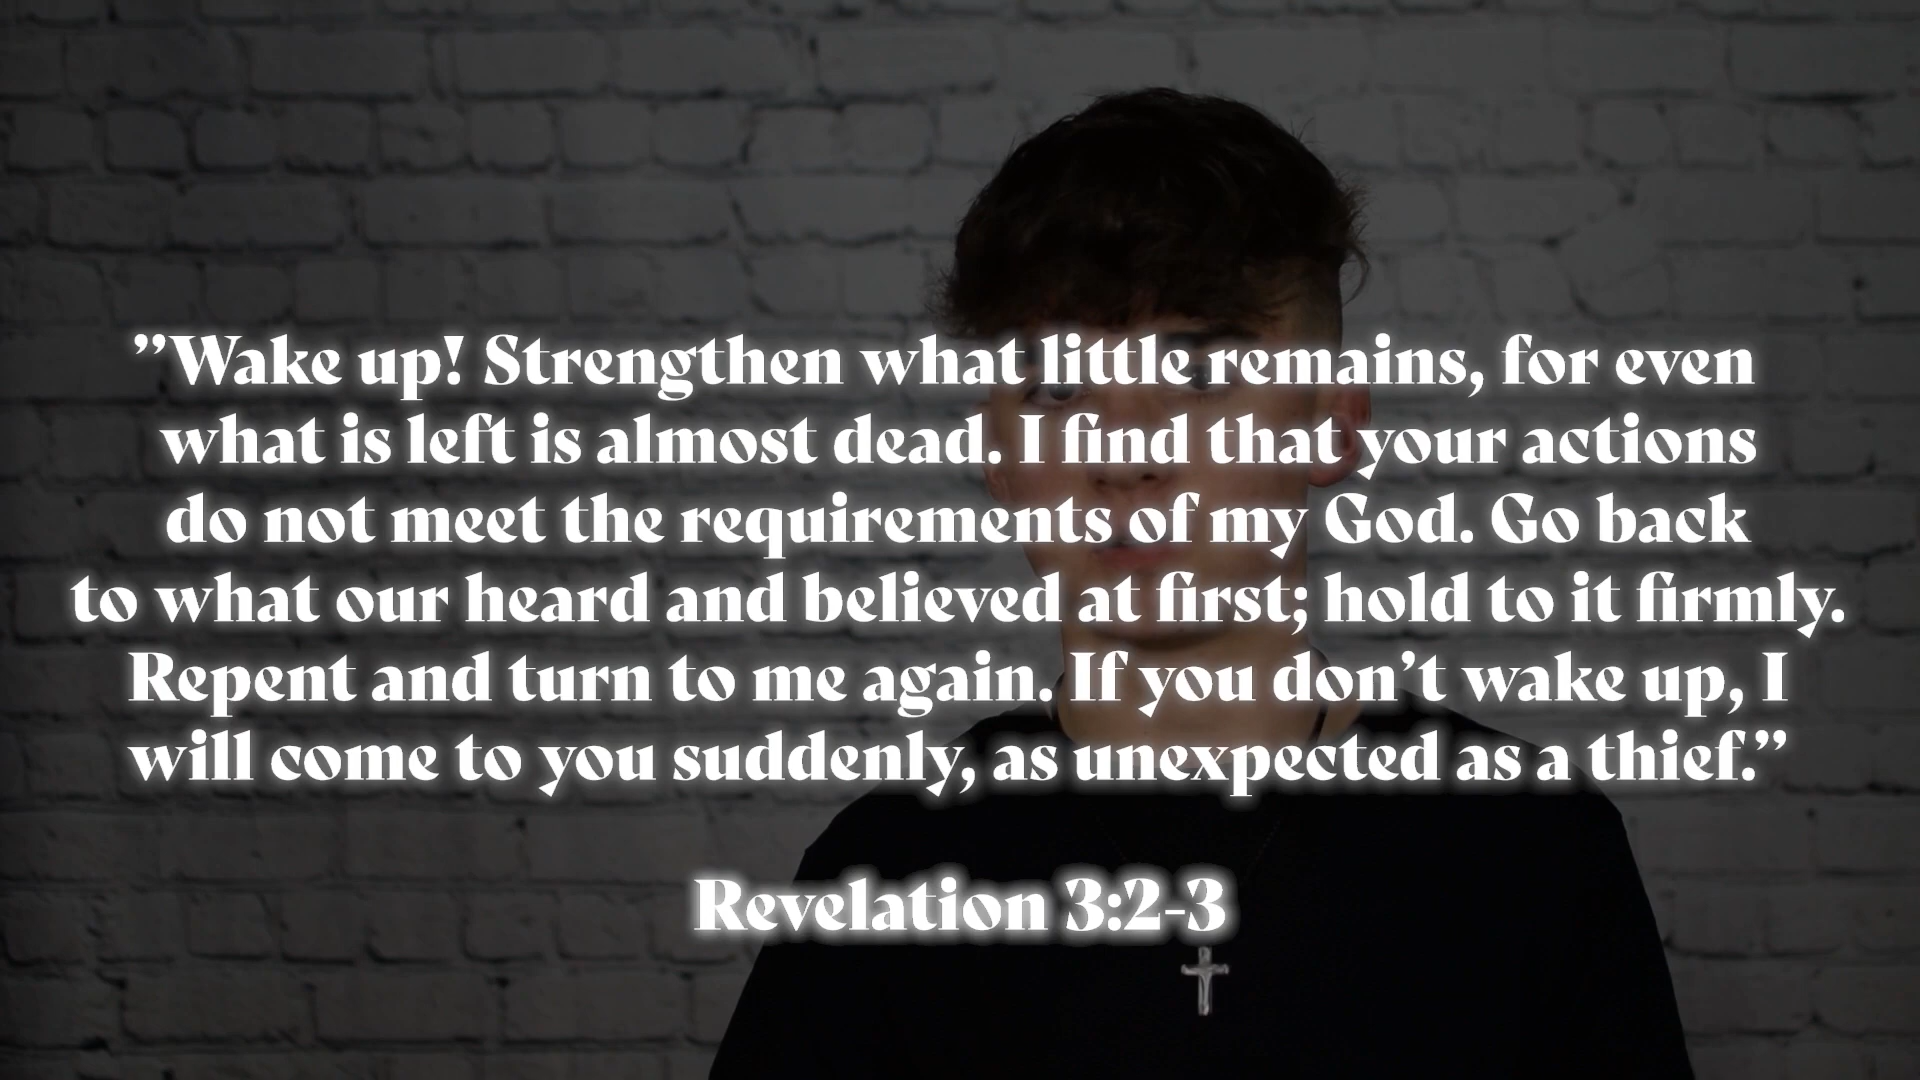 ”Wake up! Strengthen what little remains, for even
what is left is almost dead. I find that your actions
do not meet the requirements of my God. Go back
to what our heard and believed at first; hold to it firmly.
Repent and turn to me again. If you don’t wake up, I
will come to you suddenly, as unexpected as a thief.”
Revelation 3:2-3